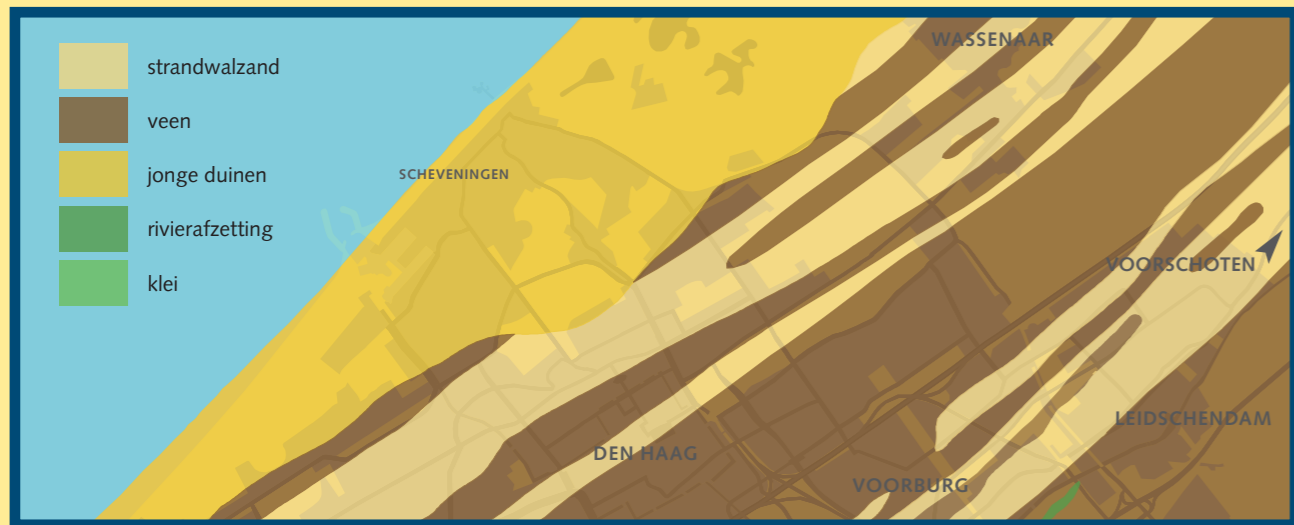 strandwalzand
veen
jonge duinen
rivierafzetting
klei
WASSENAAR
SCHEVENINGEN
VOORSCHOTEN
LEIDSCHENDAM
DEN HAAG
VOORBURG